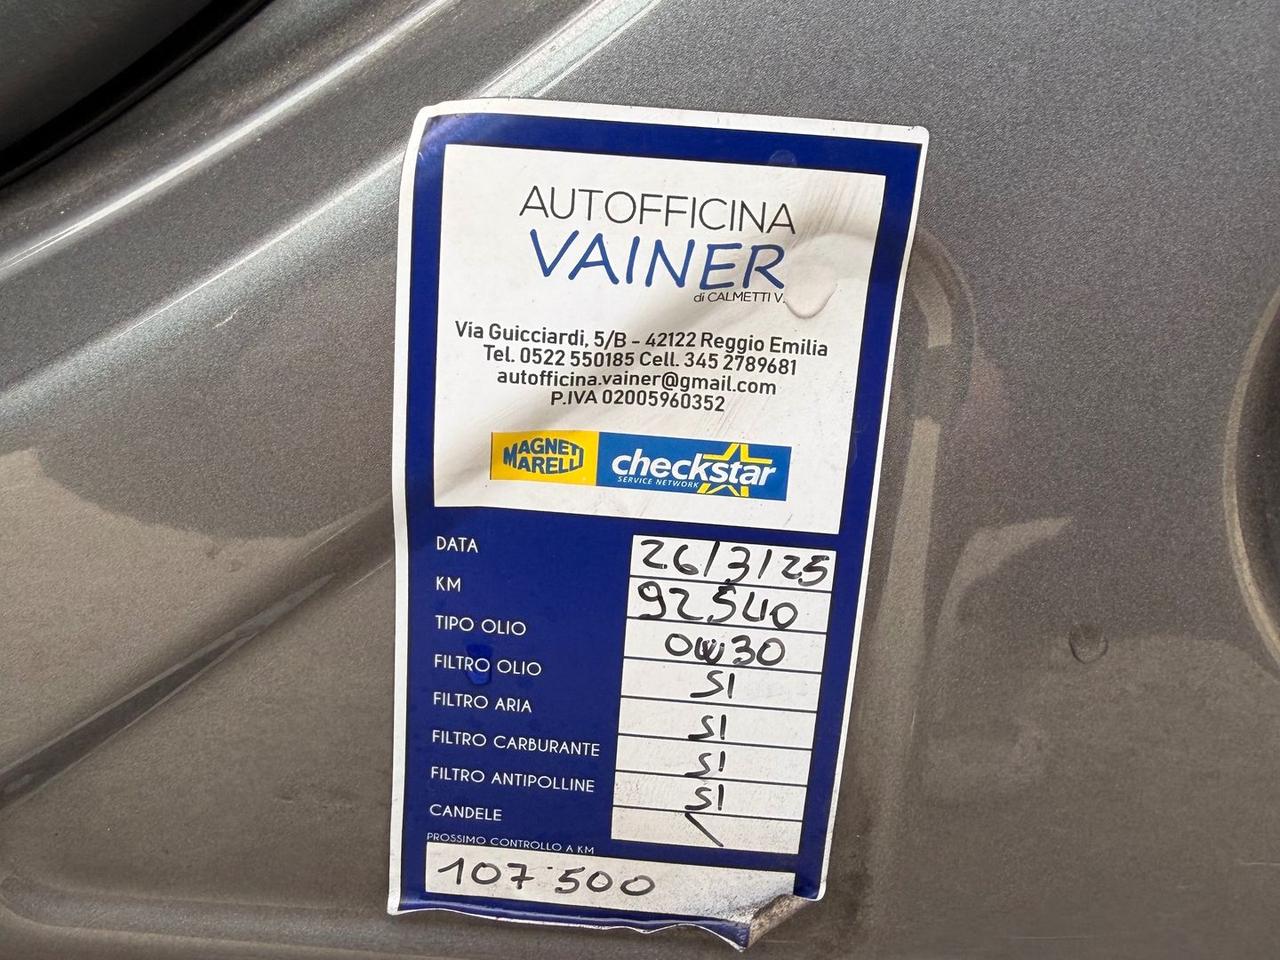 AUTOFFICINA
VAINER
di CALMETTI V.
Via Guicciardi, 5/B - 42122 Reggio Emilia
Tel. 0522 550185 Cell. 345 2789681
autofficina.vainer@gmail.com
P.IVA 02005960352
MAGNETI
MARELLI
checkstar
SERVICE NETWORK
DATA 26/3/25
KM 92540
TIPO OLIO 0W30
FILTRO OLIO SI
FILTRO ARIA SI
FILTRO CARBURANTE SI
FILTRO ANTIPOLLINE SI
CANDELE \
PROSSIMO CONTROLLO A KM
107'500